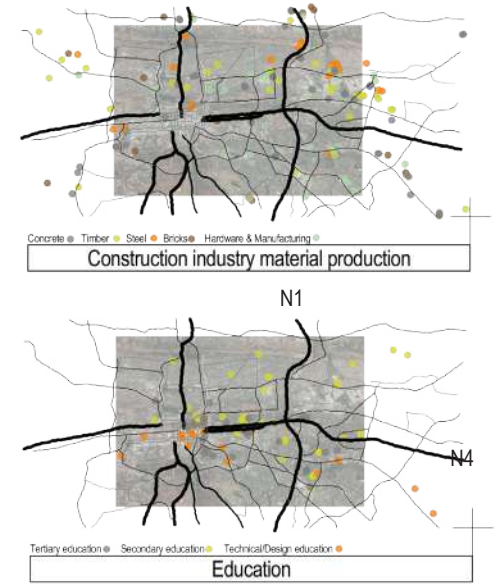 Concrete Timber Steel Bricks Hardware & Manufacturing
Construction industry material production
N1
N4
Tertiary education Secondary education Technical/Design education
Education